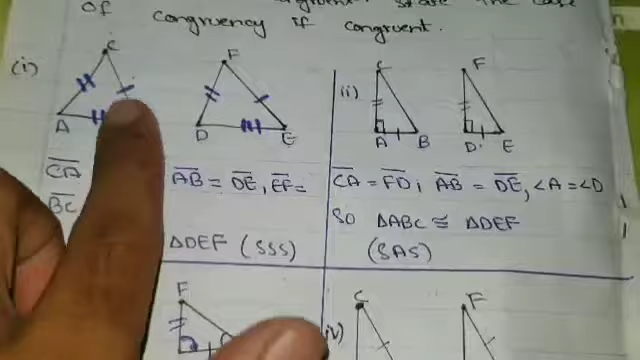 of congruency if congruent.
(i) C F A D E
C F A B D E
ii)
CA
BC
AB = DE, EF =
ΔDEF (SSS)
CA = FD; AB = DE, <A = <D
SO ΔABC ≅ ΔDEF
(SAS)
F
iv) C F